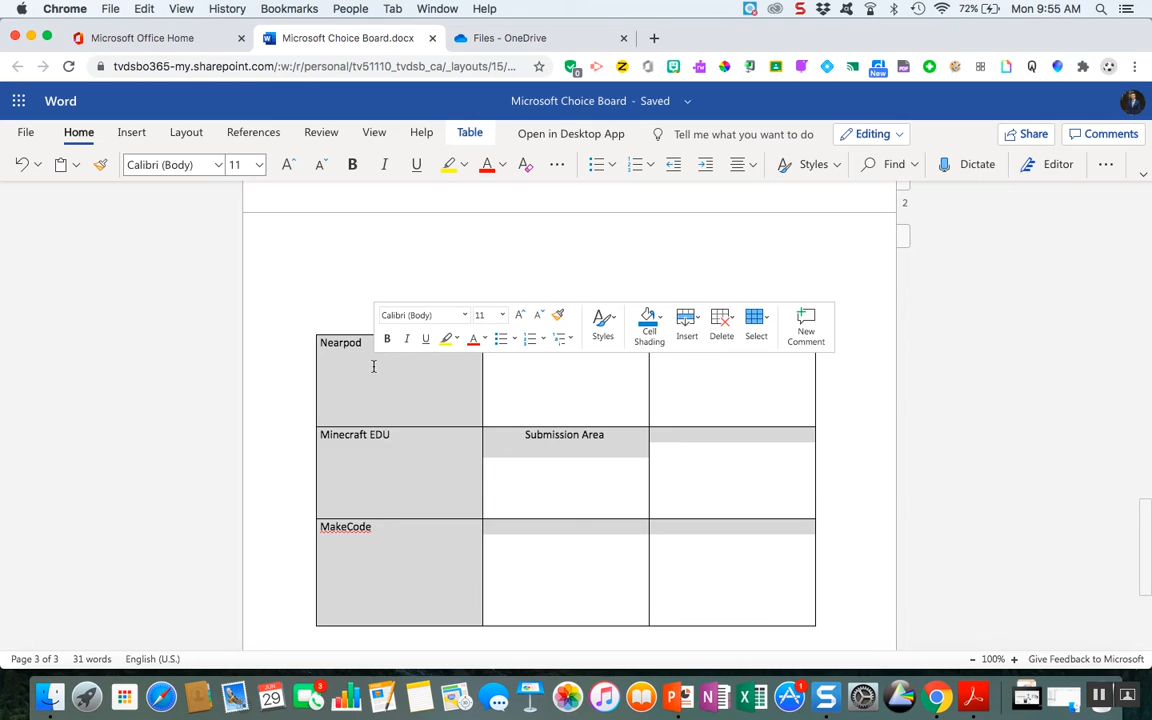 Chrome File Edit View History Bookmarks People Tab Window Help 72% Mon 9:55 AM
Microsoft Office Home Microsoft Choice Board.docx Files - OneDrive
tvdsbo365-my.sharepoint.com/:w:/r/personal/tv51110_tvdsb_ca/_layouts/15/... New
Word Microsoft Choice Board - Saved
File Home Insert Layout References Review View Help Table Open in Desktop App Tell me what you want to do Editing Share Comments
Calibri (Body) 11 A A B I U A Styles Find Dictate Editor
2
Calibri (Body) 11 A A Styles Cell Shading Insert Delete Select New Comment
B I U A
Nearpod
Minecraft EDU Submission Area
MakeCode
Page 3 of 3 31 words English (U.S.) - 100% + Give Feedback to Microsoft
JUN 29 3 1